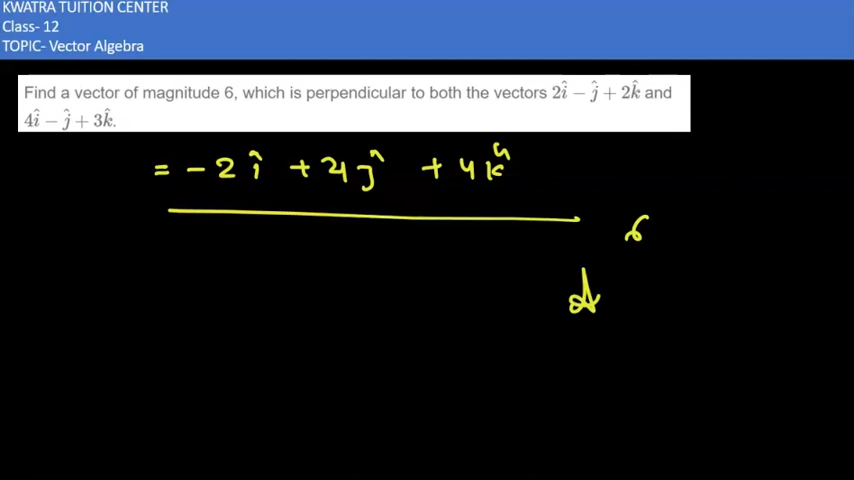 KWATRA TUITION CENTER
Class- 12
TOPIC- Vector Algebra
Find a vector of magnitude 6, which is perpendicular to both the vectors 2î − ĵ + 2k̂ and
4î − ĵ + 3k̂.
= − 2 î + 4 ĵ + 4 k̂
6